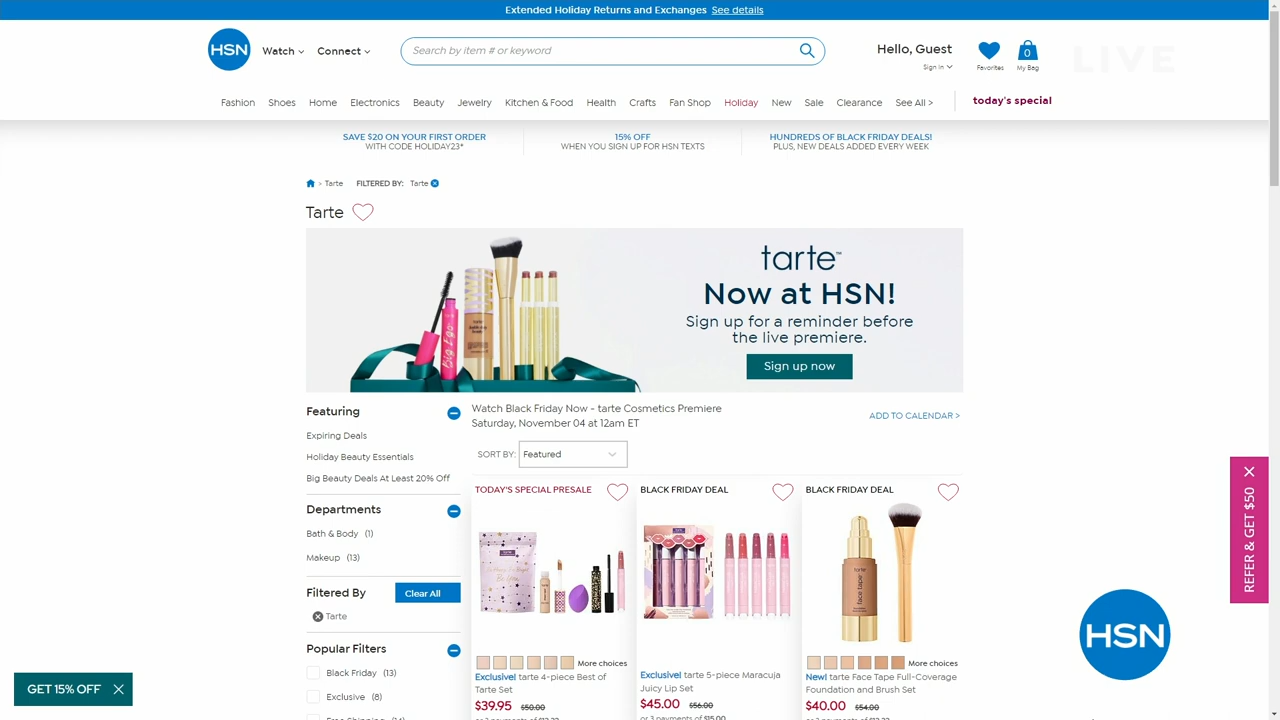 Extended Holiday Returns and Exchanges See details
HSN
Watch
Connect
Search by item # or keyword
Hello, Guest
Sign In
Favorites
0
My Bag
LIVE
Fashion Shoes Home Electronics Beauty Jewelry Kitchen & Food Health Crafts Fan Shop Holiday New Sale Clearance See All >
today's special
SAVE $20 ON YOUR FIRST ORDER
WITH CODE HOLIDAY23*
15% OFF
WHEN YOU SIGN UP FOR HSN TEXTS
HUNDREDS OF BLACK FRIDAY DEALS!
PLUS, NEW DEALS ADDED EVERY WEEK
> Tarte FILTERED BY: Tarte
Tarte
tarte™
Now at HSN!
Sign up for a reminder before
the live premiere.
Sign up now
Featuring
Expiring Deals
Holiday Beauty Essentials
Big Beauty Deals At Least 20% Off
Departments
Bath & Body (1)
Makeup (13)
Filtered By
Clear All
Tarte
Popular Filters
Black Friday (13)
Exclusive (8)
Free Shipping (14)
Watch Black Friday Now - tarte Cosmetics Premiere
Saturday, November 04 at 12am ET
ADD TO CALENDAR >
SORT BY: Featured
TODAY'S SPECIAL PRESALE
More choices
Exclusive! tarte 4-piece Best of
Tarte Set
$39.95 $50.00
BLACK FRIDAY DEAL
Exclusive! tarte 5-piece Maracuja
Juicy Lip Set
$45.00 $56.00
or 3 payments of $15.00
BLACK FRIDAY DEAL
face tape
More choices
New! tarte Face Tape Full-Coverage
Foundation and Brush Set
$40.00 $54.00
REFER & GET $50
HSN
GET 15% OFF